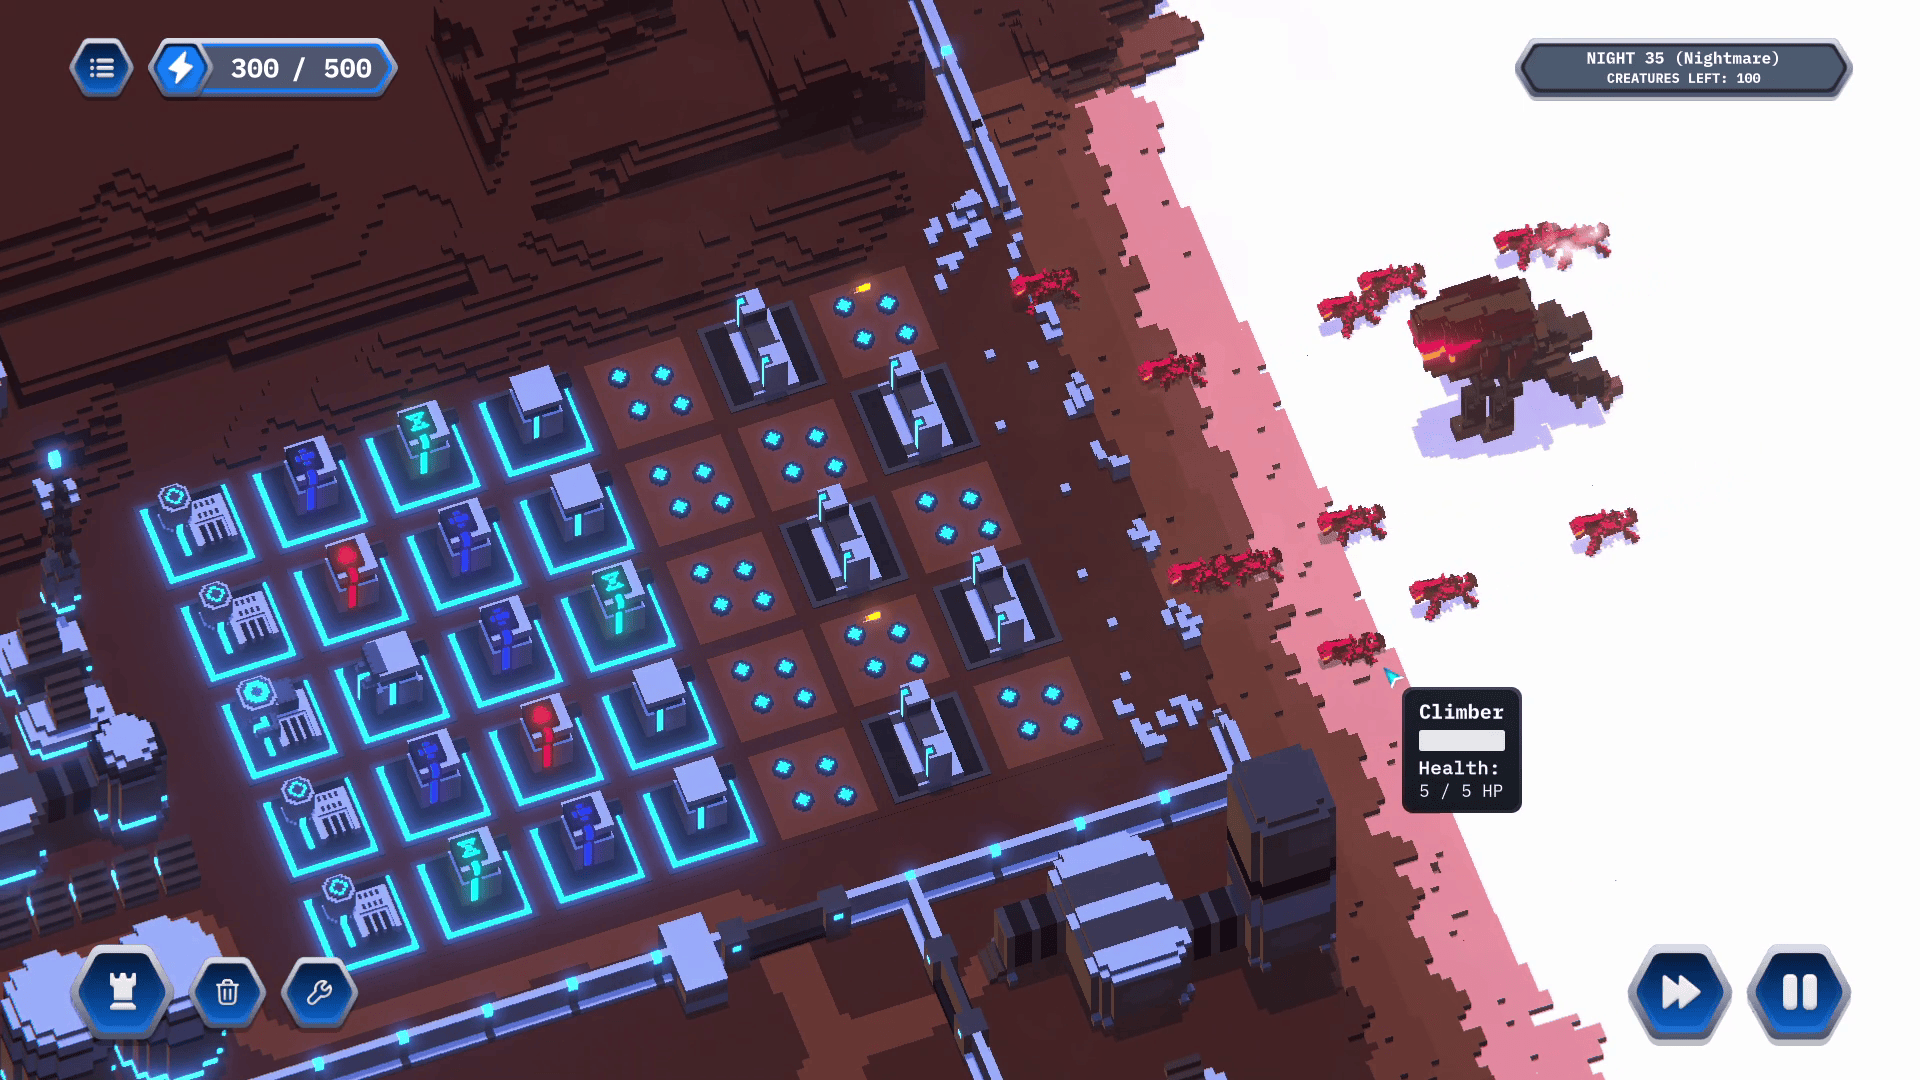 300 / 500
NIGHT 35 (Nightmare)
CREATURES LEFT: 100
Climber
Health:
5 / 5 HP